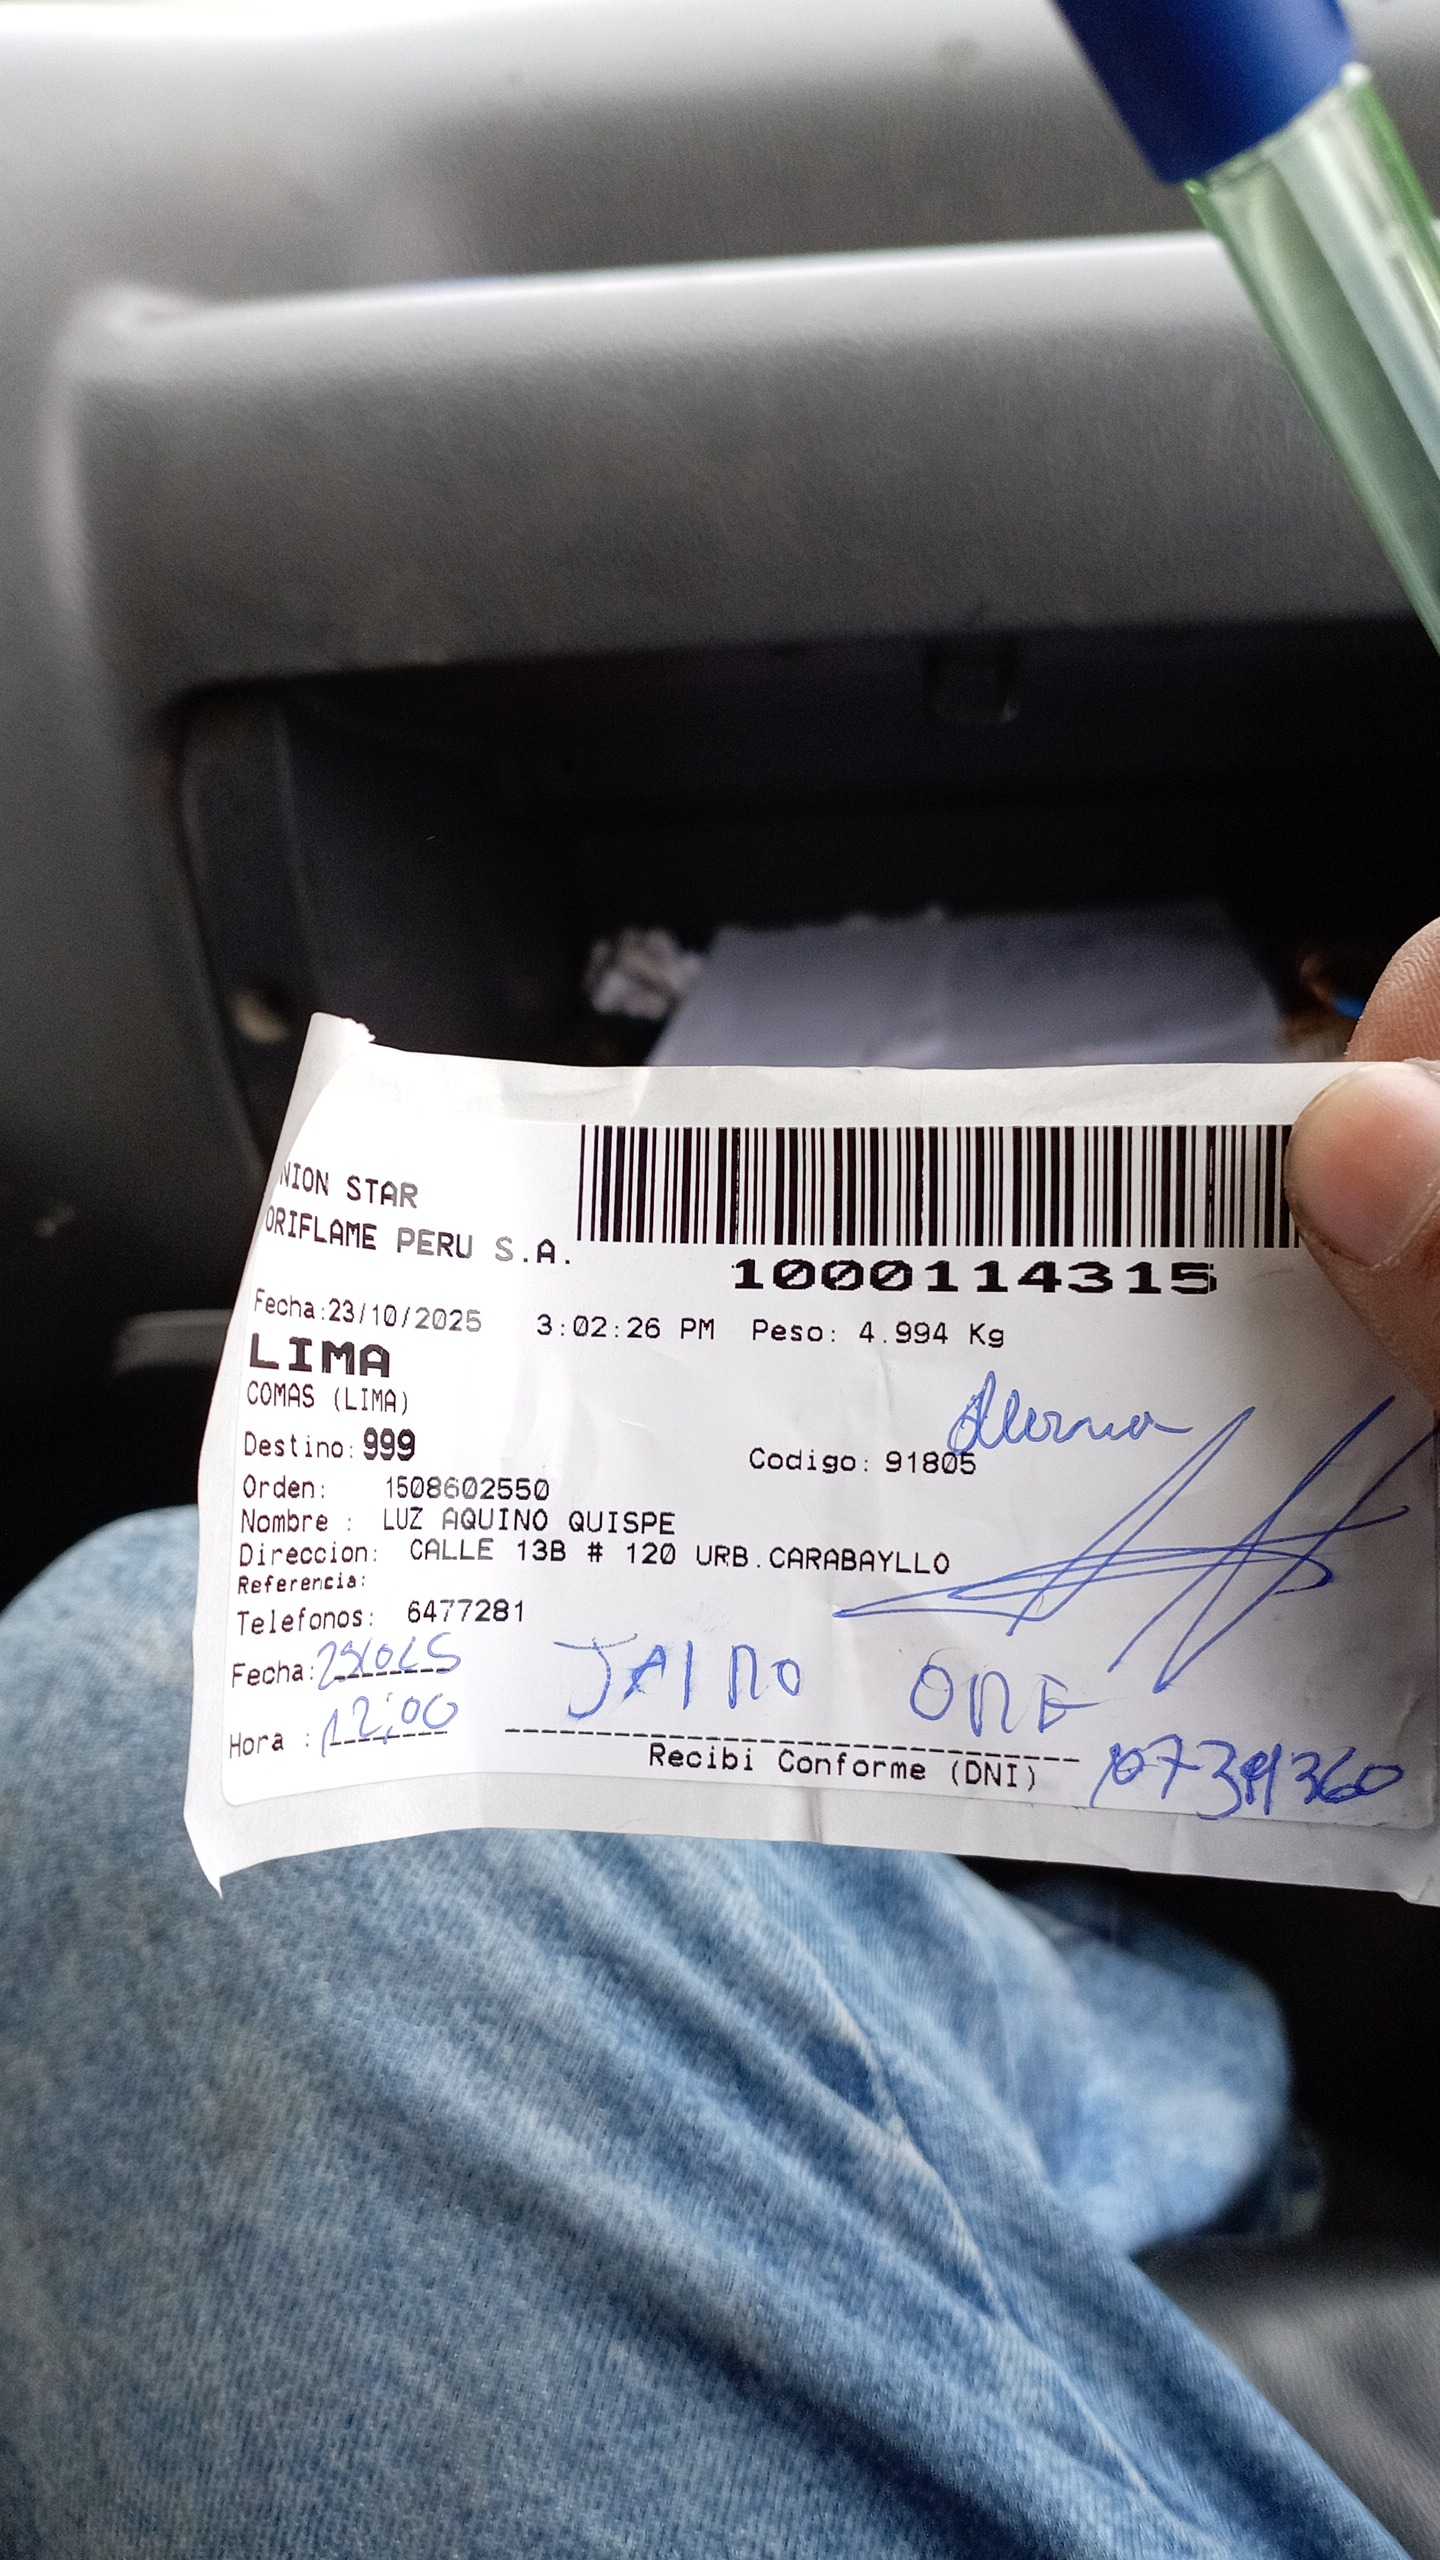 NION STAR
ORIFLAME PERU S.A.
1000114315
Fecha:23/10/2025 3:02:26 PM Peso: 4.994 Kg
LIMA
COMAS (LIMA)
Destino: 999
Codigo: 91805
Orden: 1508602550
Nombre : LUZ AQUINO QUISPE
Direccion: CALLE 13B # 120 URB.CARABAYLLO
Referencia:
Telefonos: 6477281
Fecha:
JAIRO ORE
Hora : 12:00
Recibi Conforme (DNI)